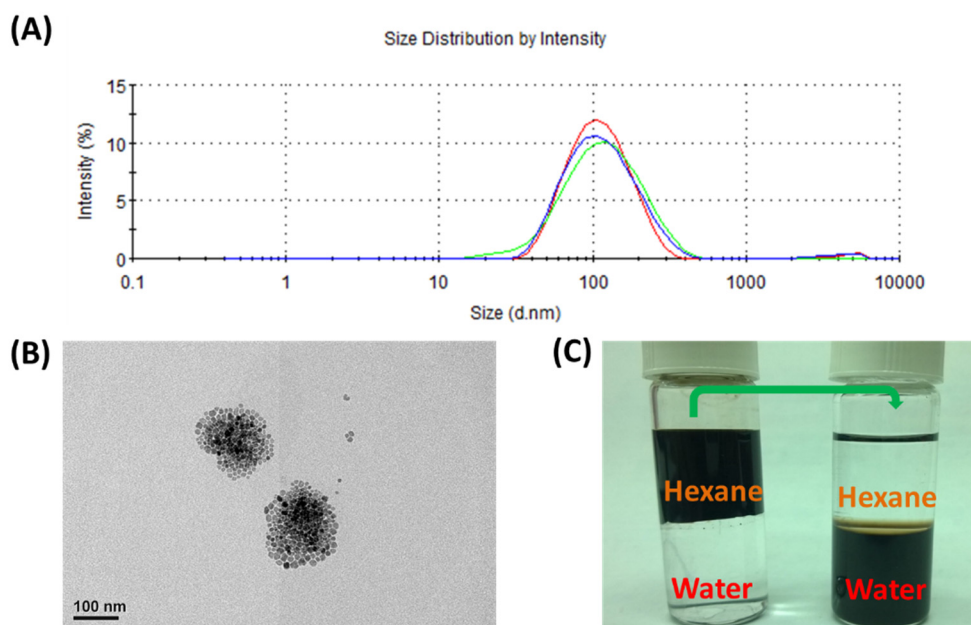 (A)
Size Distribution by Intensity
Intensity (%)
15
10
5
0
0.1 1 10 100 1000 10000
Size (d.nm)
(B)
100 nm
(C)
Hexane
Water
Hexane
Water